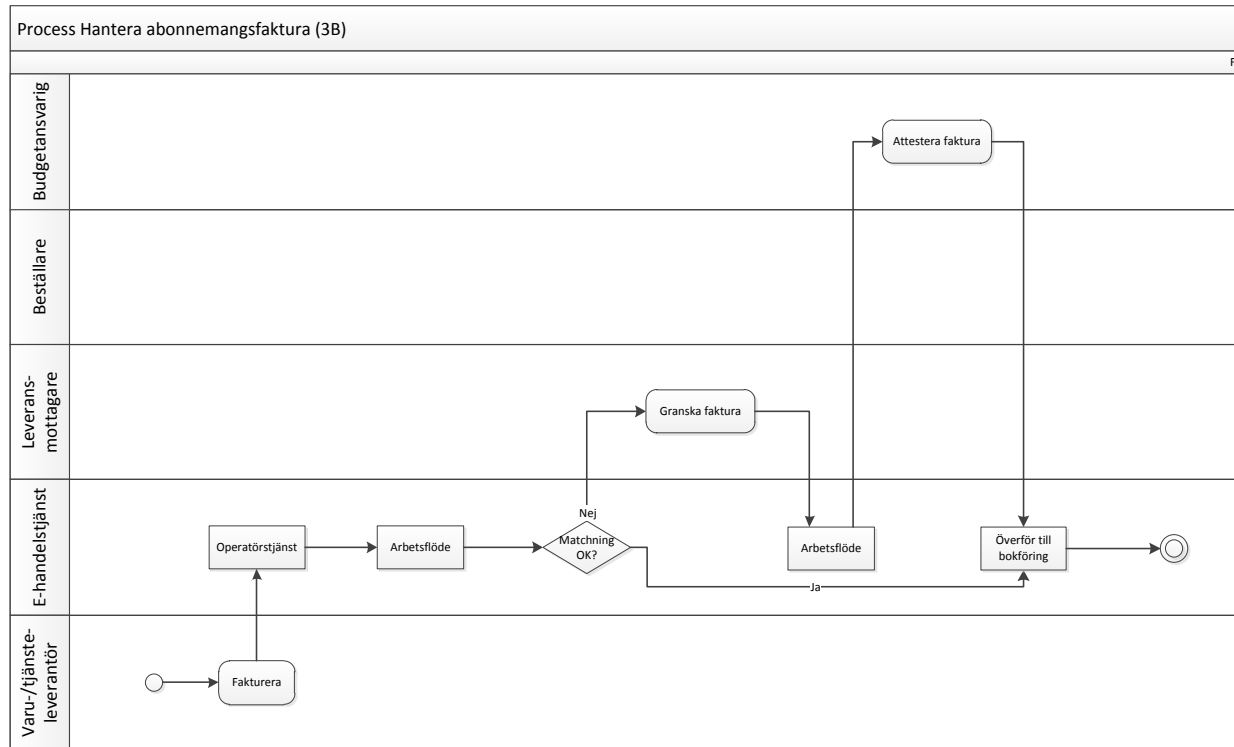 Process Hantera abonnemangsfaktura (3B)
F
Budgetansvarig
Attestera faktura
Beställare
Leverans-
mottagare
Granska faktura
E-handelstjänst
Nej
Operatörstjänst
Arbetsflöde
Matchning
OK?
Arbetsflöde
Överför till
bokföring
Ja
Varu-/tjänste-
leverantör
Fakturera